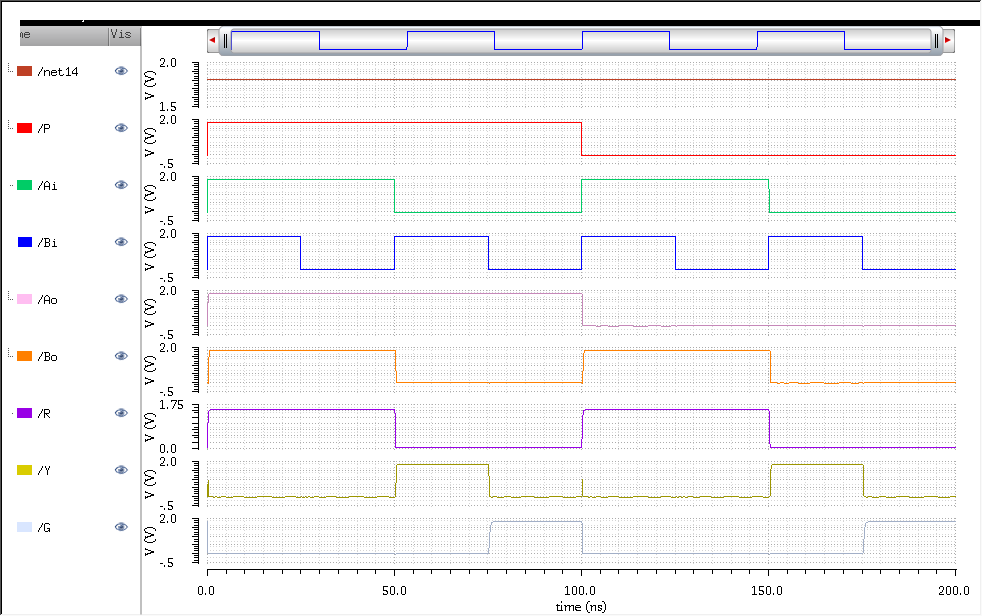 me Vis
/net14
V (V)
2.0
1.5
/P
V (V)
2.0
-.5
/Ai
V (V)
2.0
-.5
/Bi
V (V)
2.0
-.5
/Ao
V (V)
2.0
-.5
/Bo
V (V)
2.0
-.5
/R
V (V)
1.75
0.0
/Y
V (V)
2.0
-.5
/G
V (V)
2.0
-.5
0.0 50.0 100.0 150.0 200.0
time (ns)